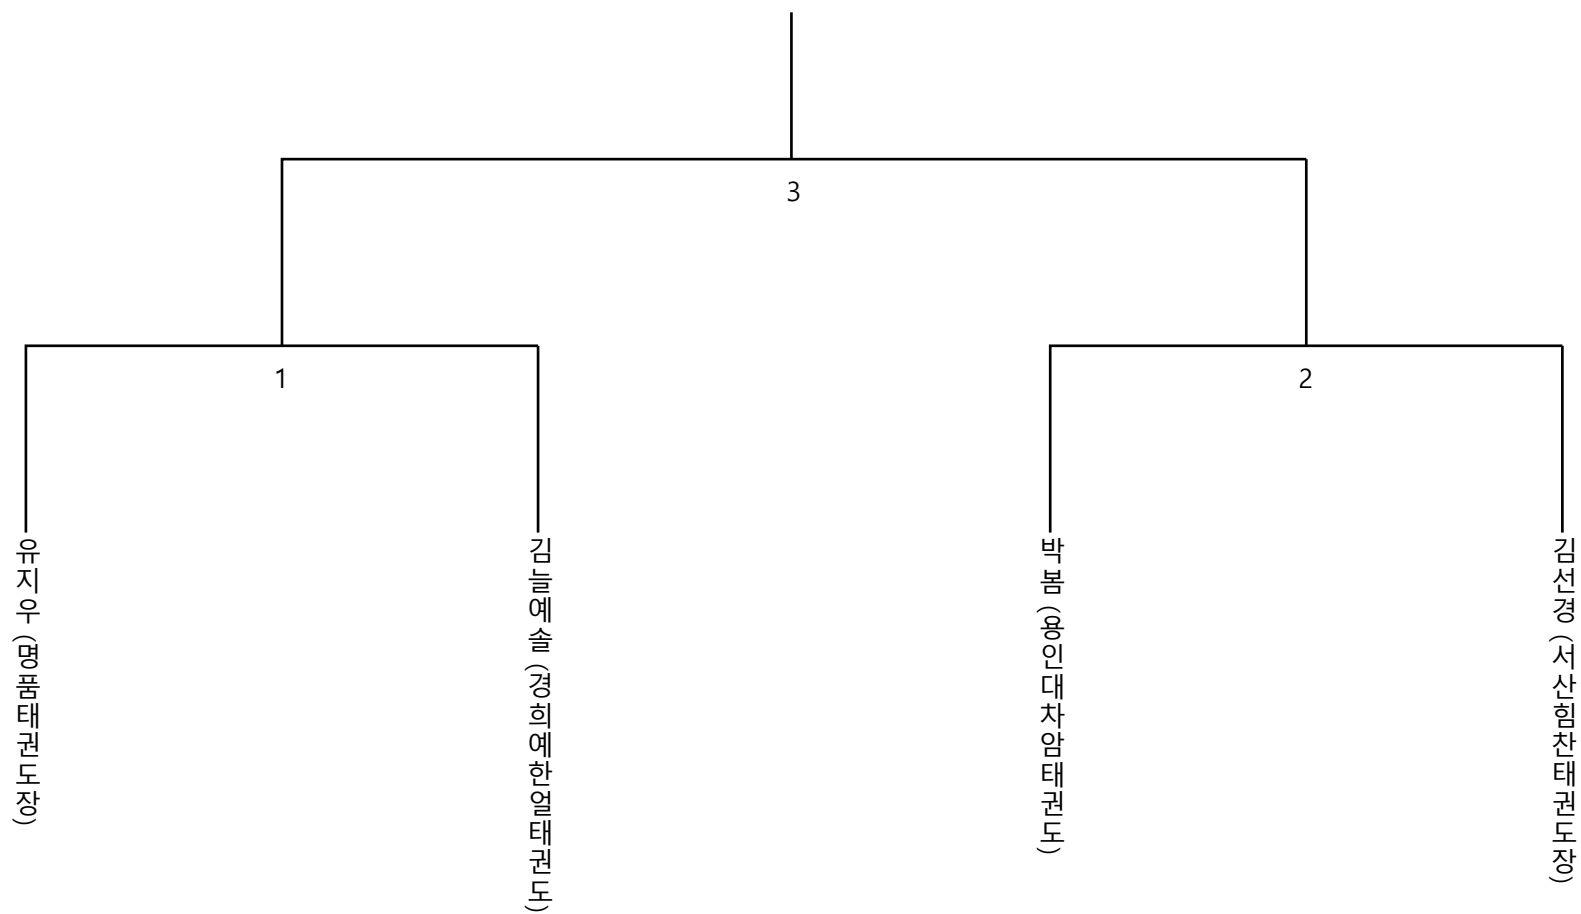 3
1
2
유지우 (명품태권도장)
김늘예솔 (경희예한얼태권도)
박봄 (용인대차암태권도)
김선경 (서산힘찬태권도장)